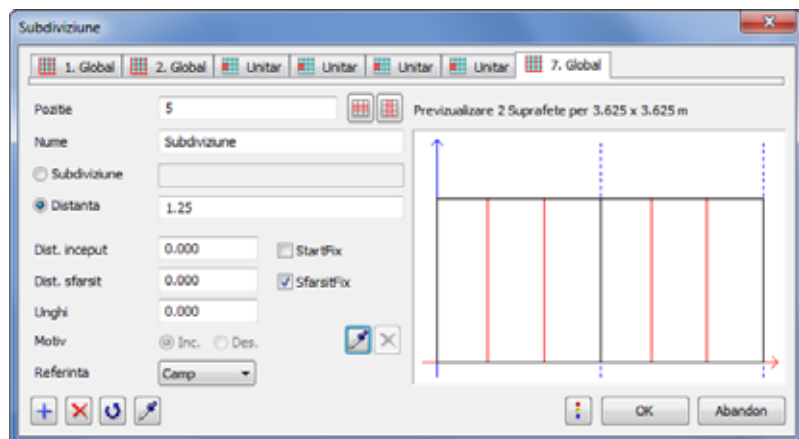 Subdiviziune
1. Global 2. Global Unitar Unitar Unitar Unitar 7. Global
Pozitie 5 Previzualizare 2 Suprafete per 3.625 x 3.625 m
Nume Subdiviziune
Subdiviziune
Distanta 1.25
Dist. inceput 0.000 StartFix
Dist. sfarsit 0.000 SfarsitFix
Unghi 0.000
Motiv Inc. Des.
Referinta Camp
OK Abandon